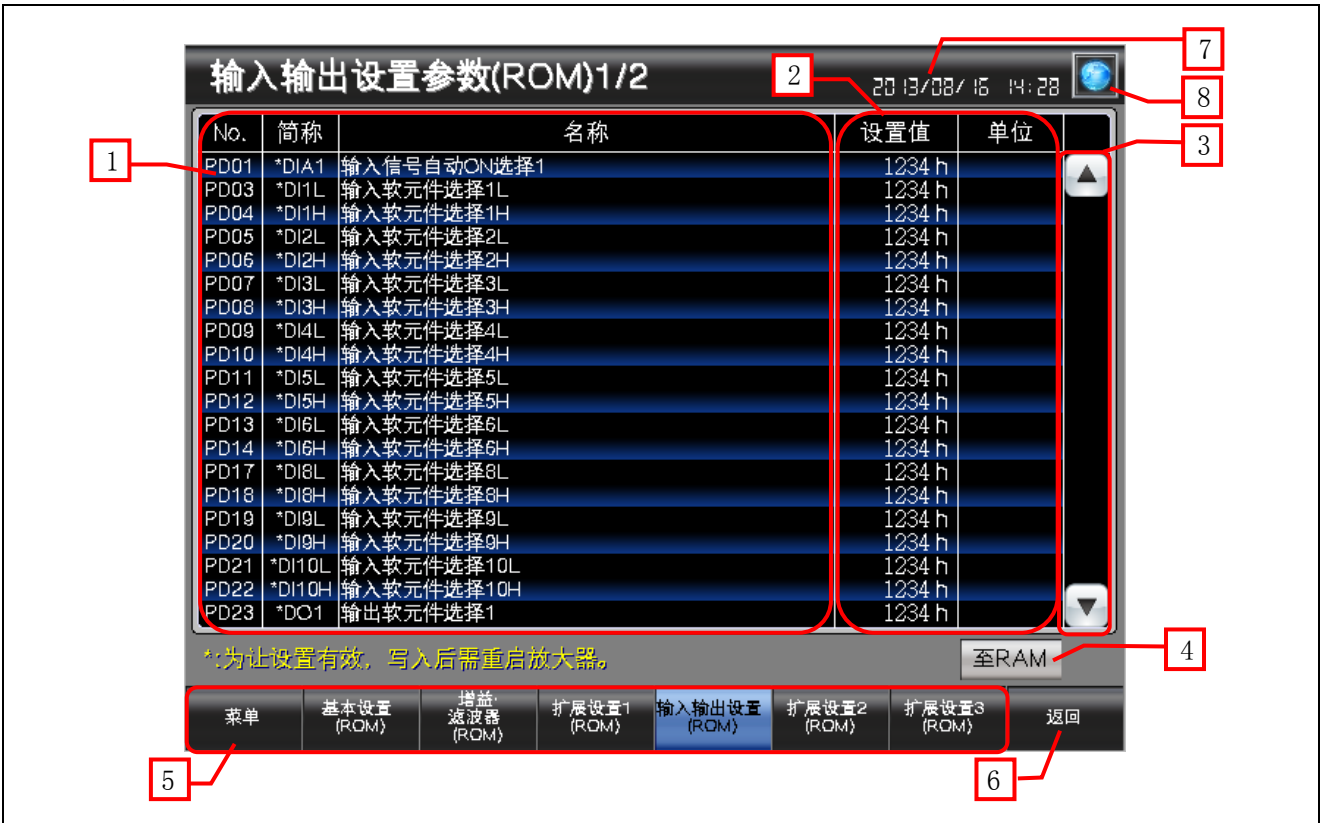 7
输入输出设置参数(ROM)1/2
2
2013/08/16 14:28
8
No. 简称 名称 设置值 单位
3
1
PD01 *DIA1 输入信号自动ON选择1 1234 h
PD03 *DI1L 输入软元件选择1L 1234 h
PD04 *DI1H 输入软元件选择1H 1234 h
PD05 *DI2L 输入软元件选择2L 1234 h
PD06 *DI2H 输入软元件选择2H 1234 h
PD07 *DI3L 输入软元件选择3L 1234 h
PD08 *DI3H 输入软元件选择3H 1234 h
PD09 *DI4L 输入软元件选择4L 1234 h
PD10 *DI4H 输入软元件选择4H 1234 h
PD11 *DI5L 输入软元件选择5L 1234 h
PD12 *DI5H 输入软元件选择5H 1234 h
PD13 *DI6L 输入软元件选择6L 1234 h
PD14 *DI6H 输入软元件选择6H 1234 h
PD17 *DI8L 输入软元件选择8L 1234 h
PD18 *DI8H 输入软元件选择8H 1234 h
PD19 *DI9L 输入软元件选择9L 1234 h
PD20 *DI9H 输入软元件选择9H 1234 h
PD21 *DI10L 输入软元件选择10L 1234 h
PD22 *DI10H 输入软元件选择10H 1234 h
PD23 *DO1 输出软元件选择1 1234 h
*:为让设置有效，写入后需重启放大器。
至RAM
4
菜单
基本设置
(ROM)
增益·
滤波器
(ROM)
扩展设置1
(ROM)
输入输出设置
(ROM)
扩展设置2
(ROM)
扩展设置3
(ROM)
返回
5
6